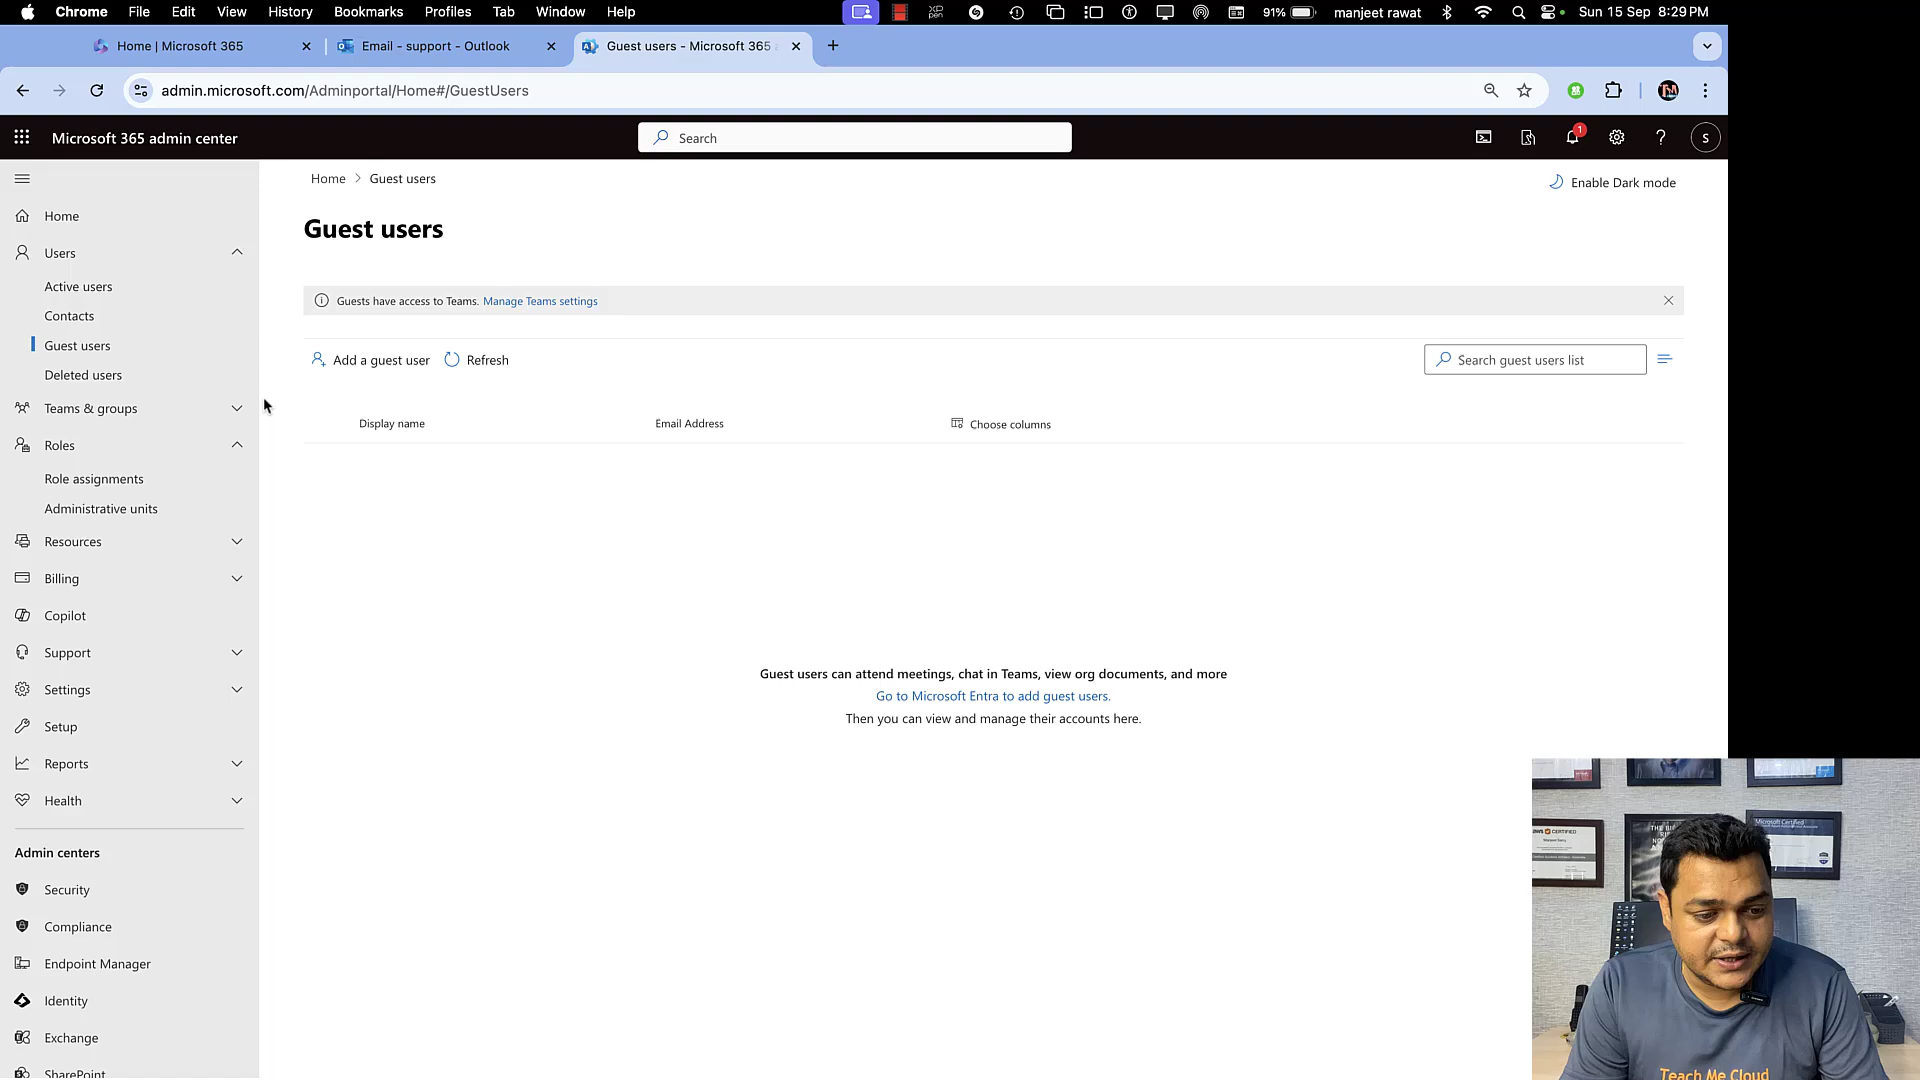 Chrome File Edit View History Bookmarks Profiles Tab Window Help 91% manjeet rawat Sun 15 Sep 8:29 PM
Home | Microsoft 365
Email - support - Outlook
Guest users - Microsoft 365
admin.microsoft.com/Adminportal/Home#/GuestUsers
Microsoft 365 admin center
Search
1
S
Home > Guest users
Enable Dark mode
Home
Users
Active users
Contacts
Guest users
Deleted users
Teams & groups
Roles
Role assignments
Administrative units
Resources
Billing
Copilot
Support
Settings
Setup
Reports
Health
Admin centers
Security
Compliance
Endpoint Manager
Identity
Exchange
SharePoint
Guest users
Guests have access to Teams. Manage Teams settings
Add a guest user Refresh
Search guest users list
Display name Email Address Choose columns
Guest users can attend meetings, chat in Teams, view org documents, and more
Go to Microsoft Entra to add guest users.
Then you can view and manage their accounts here.
CERTIFIED
Microsoft Certified
Teach Me Cloud